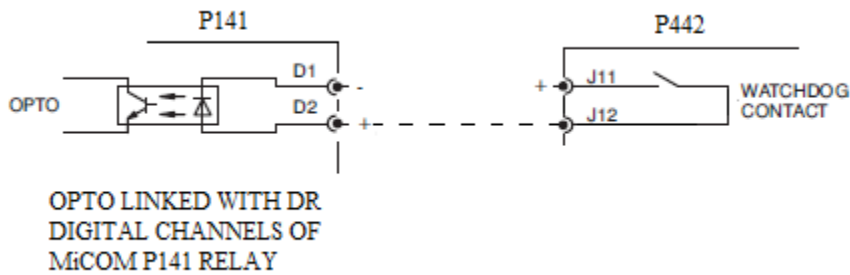 P141
P442
D1
-
+
J11
OPTO
D2
+
J12
WATCHDOG
CONTACT
OPTO LINKED WITH DR
DIGITAL CHANNELS OF
MiCOM P141 RELAY